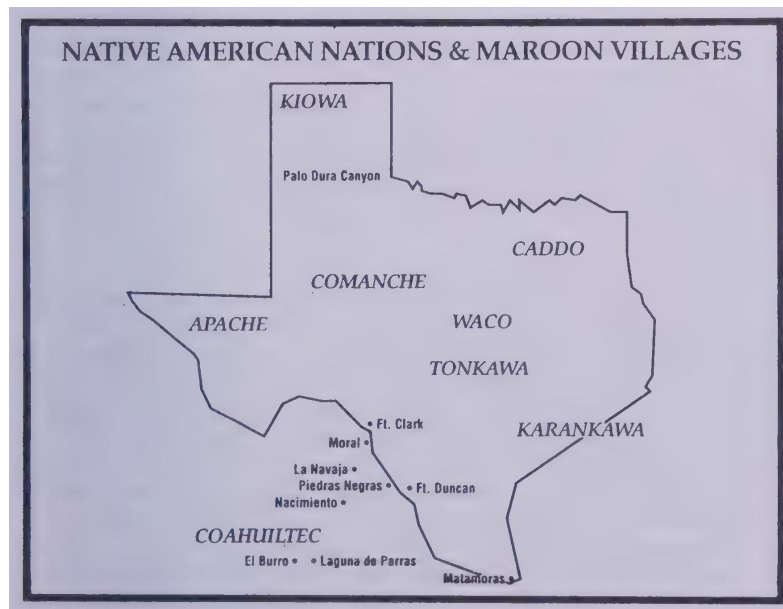 NATIVE AMERICAN NATIONS & MAROON VILLAGES
KIOWA
Palo Dura Canyon
CADDO
COMANCHE
APACHE
WACO
TONKAWA
Ft. Clark
KARANKAWA
Moral
La Navaja
Piedras Negras
Ft. Duncan
Nacimiento
COAHUILTEC
El Burro
Laguna de Parras
Matamoras